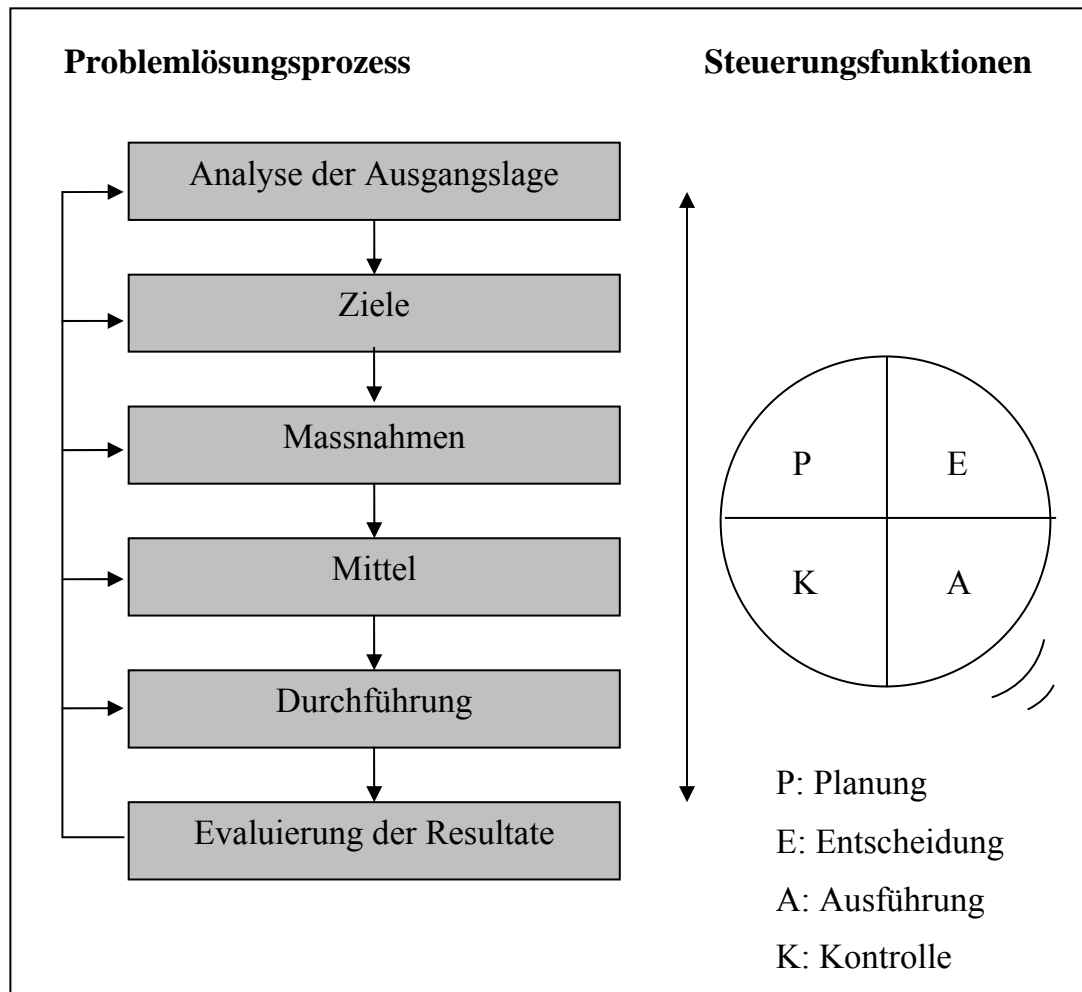 Problemlösungsprozess
Steuerungsfunktionen
Analyse der Ausgangslage
Ziele
Massnahmen
Mittel
Durchführung
Evaluierung der Resultate
P
E
K
A
P: Planung
E: Entscheidung
A: Ausführung
K: Kontrolle